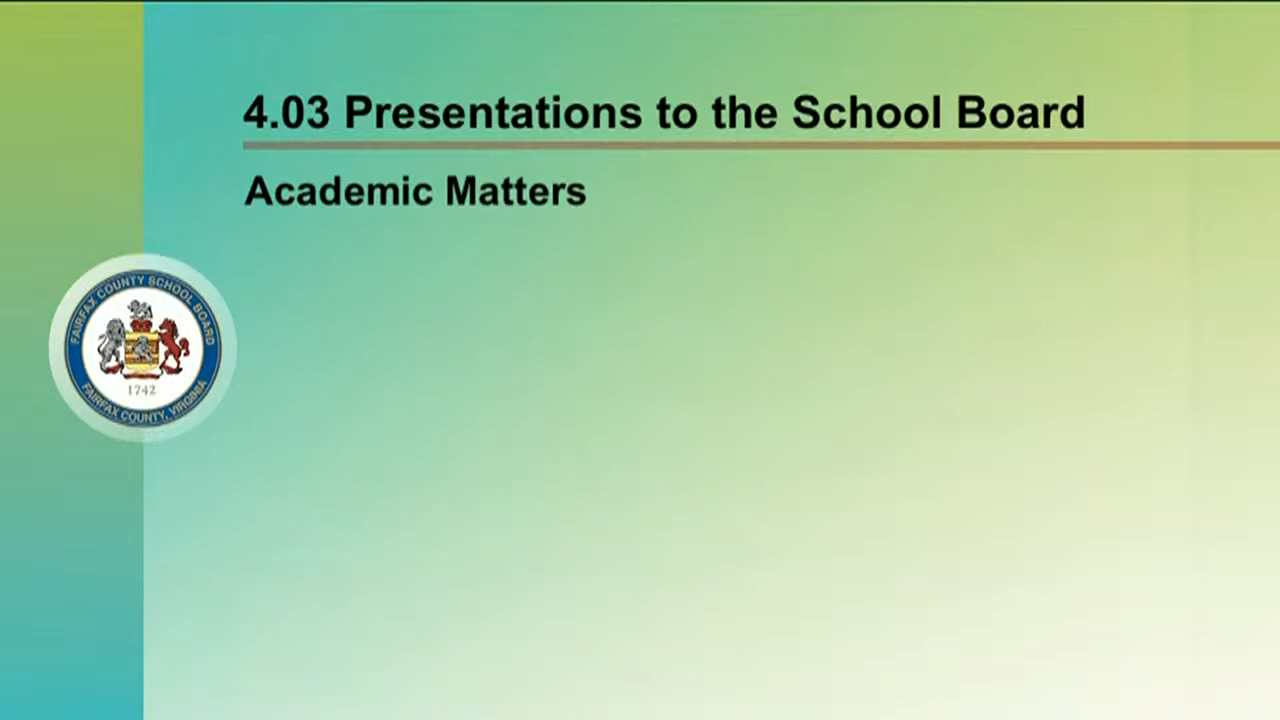 4.03 Presentations to the School Board
Academic Matters
FAIRFAX COUNTY SCHOOL BOARD
1742
FAIRFAX COUNTY, VIRGINIA